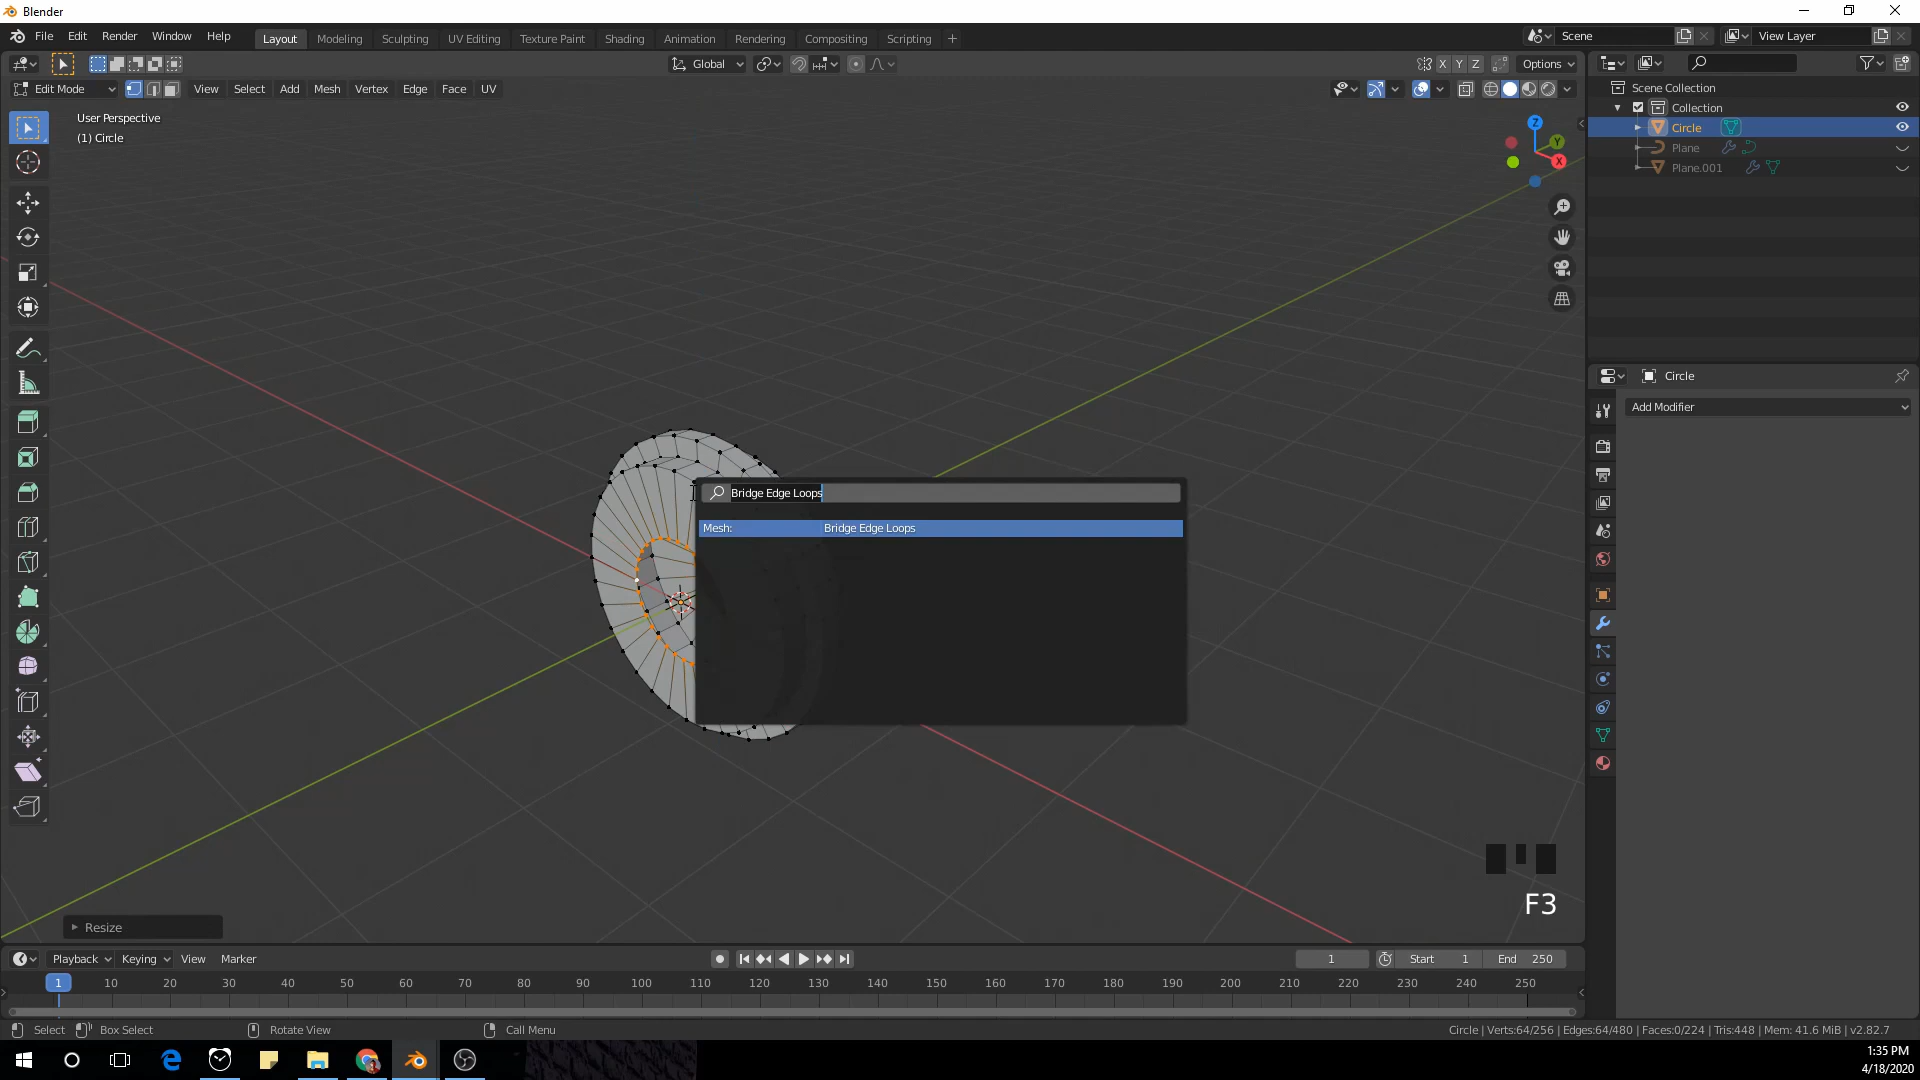 Blender
File Edit Render Window Help
Layout Modeling Sculpting UV Editing Texture Paint Shading Animation Rendering Compositing Scripting
Scene
View Layer
Global
X Y Z
Options
Edit Mode
View Select Add Mesh Vertex Edge Face UV
User Perspective
(1) Circle
Z
Y
X
Scene Collection
Collection
Circle
Plane
Plane.001
Circle
Add Modifier
Bridge Edge Loops
Mesh: Bridge Edge Loops
F3
Resize
Playback Keying View Marker
1
Start 1
End 250
1 10 20 30 40 50 60 70 80 90 100 110 120 130 140 150 160 170 180 190 200 210 220 230 240 250
Select Box Select Rotate View Call Menu
Circle | Verts:64/256 | Edges:64/480 | Faces:0/224 | Tris:448 | Mem: 41.6 MiB | v2.82.7
1:35 PM
4/18/2020